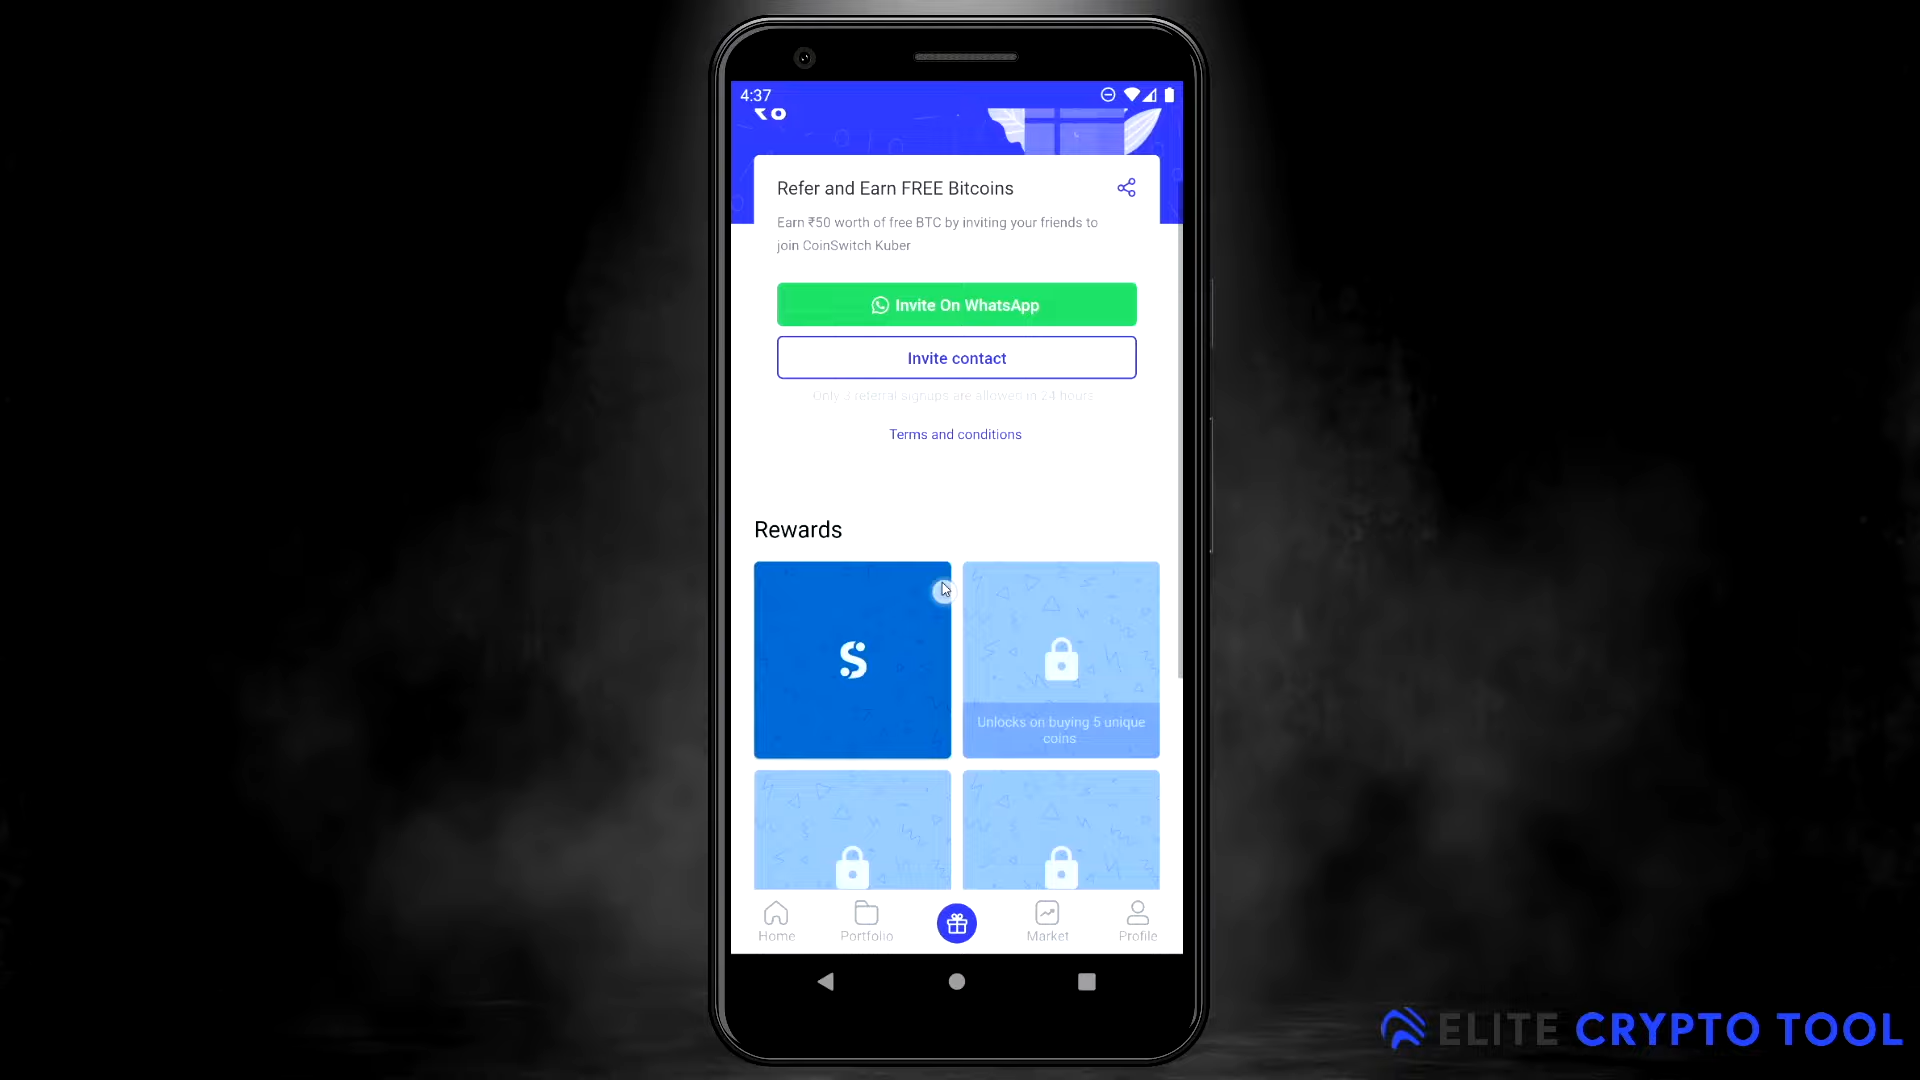 4:37
Refer and Earn FREE Bitcoins
Earn ₹50 worth of free BTC by inviting your friends to
join CoinSwitch Kuber
Invite On WhatsApp
Invite contact
Only 3 referral signups are allowed in 24 hours
Terms and conditions
Rewards
Unlocks on buying 5 unique
coins
Home
Portfolio
Market
Profile
ELITE CRYPTO TOOL